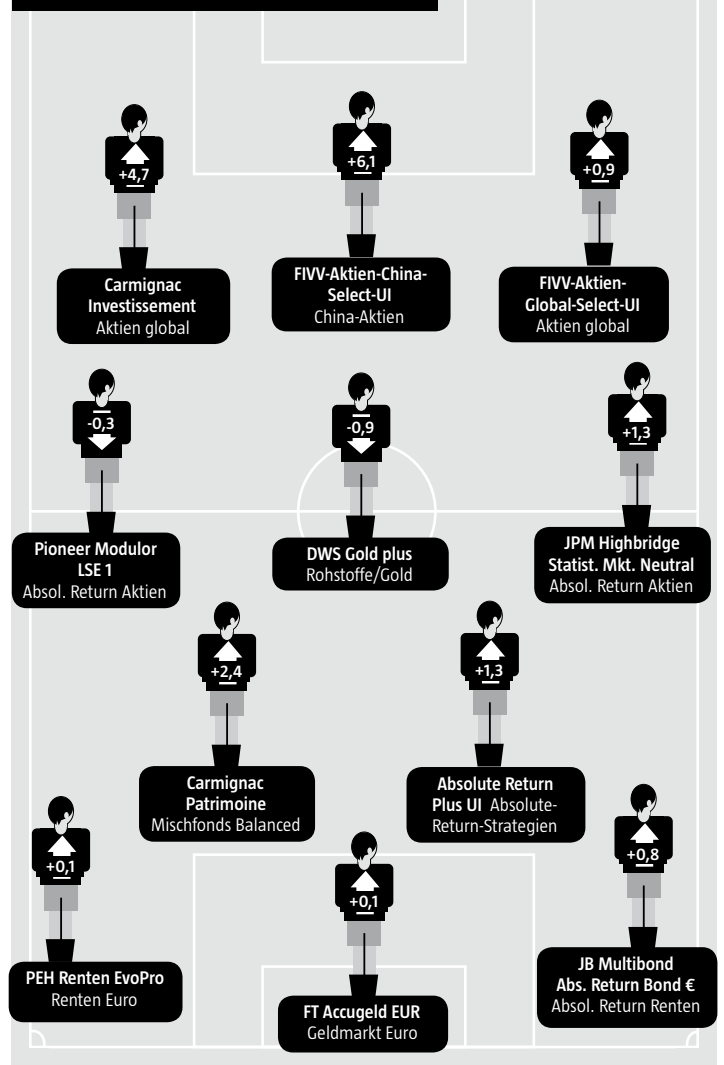 +4,7
Carmignac
Investissement
Aktien global
+6,1
FIVV-Aktien-China-
Select-UI
China-Aktien
+0,9
FIVV-Aktien-
Global-Select-UI
Aktien global
-0,3
Pioneer Modulor
LSE 1
Absol. Return Aktien
-0,9
DWS Gold plus
Rohstoffe/Gold
+1,3
JPM Highbridge
Statist. Mkt. Neutral
Absol. Return Aktien
+2,4
Carmignac
Patrimoine
Mischfonds Balanced
+1,3
Absolute Return
Plus UI Absolute-
Return-Strategien
+0,1
PEH Renten EvoPro
Renten Euro
+0,1
FT Accugeld EUR
Geldmarkt Euro
+0,8
JB Multibond
Abs. Return Bond €
Absol. Return Renten